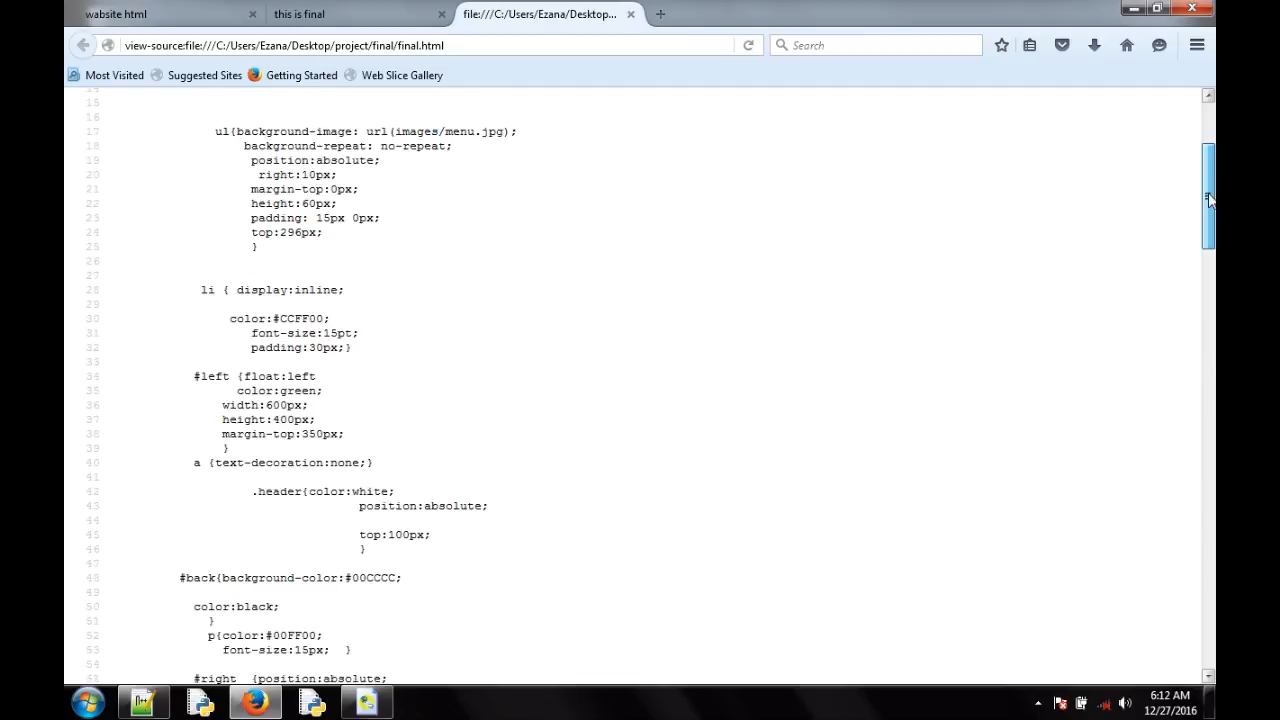 wabsite html
this is final
file:///C:/Users/Ezana/Desktop...
view-source:file:///C:/Users/Ezana/Desktop/project/final/final.html
Search
Most Visited
Suggested Sites
Getting Started
Web Slice Gallery
14
15
16
17 ul{background-image: url(images/menu.jpg);
18 background-repeat: no-repeat;
19 position:absolute;
20 right:10px;
21 margin-top:0px;
22 height:60px;
23 padding: 15px 0px;
24 top:296px;
25 }
26
27
28 li { display:inline;
29
30 color:#CCFF00;
31 font-size:15pt;
32 padding:30px;}
33
34 #left {float:left
35 color:green;
36 width:600px;
37 height:400px;
38 margin-top:350px;
39 }
40 a {text-decoration:none;}
41
42 .header{color:white;
43 position:absolute;
44
45 top:100px;
46 }
47
48 #back{background-color:#00CCCC;
49
50 color:black;
51 }
52 p{color:#00FF00;
53 font-size:15px; }
54
55 #right {position:absolute;
6:12 AM
12/27/2016